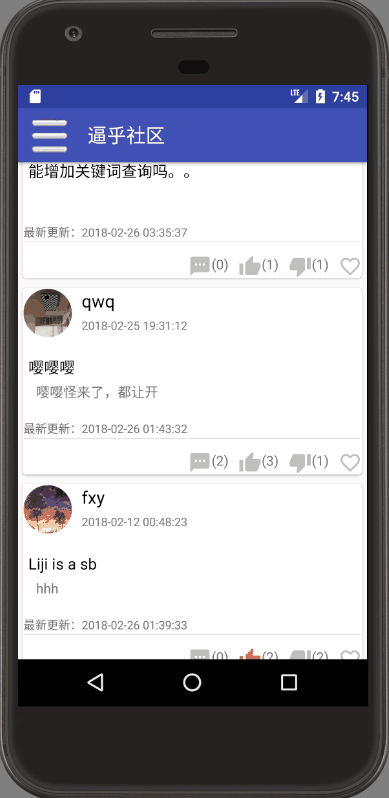 LTE 7:45
逼乎社区
能增加关键词查询吗。。
最新更新：2018-02-26 03:35:37
(0) (1) (1)
qwq
2018-02-25 19:31:12
嘤嘤嘤
嘤嘤怪来了，都让开
最新更新：2018-02-26 01:43:32
(2) (3) (1)
fxy
2018-02-12 00:48:23
Liji is a sb
hhh
最新更新：2018-02-26 01:39:33
(0) (2) (2)